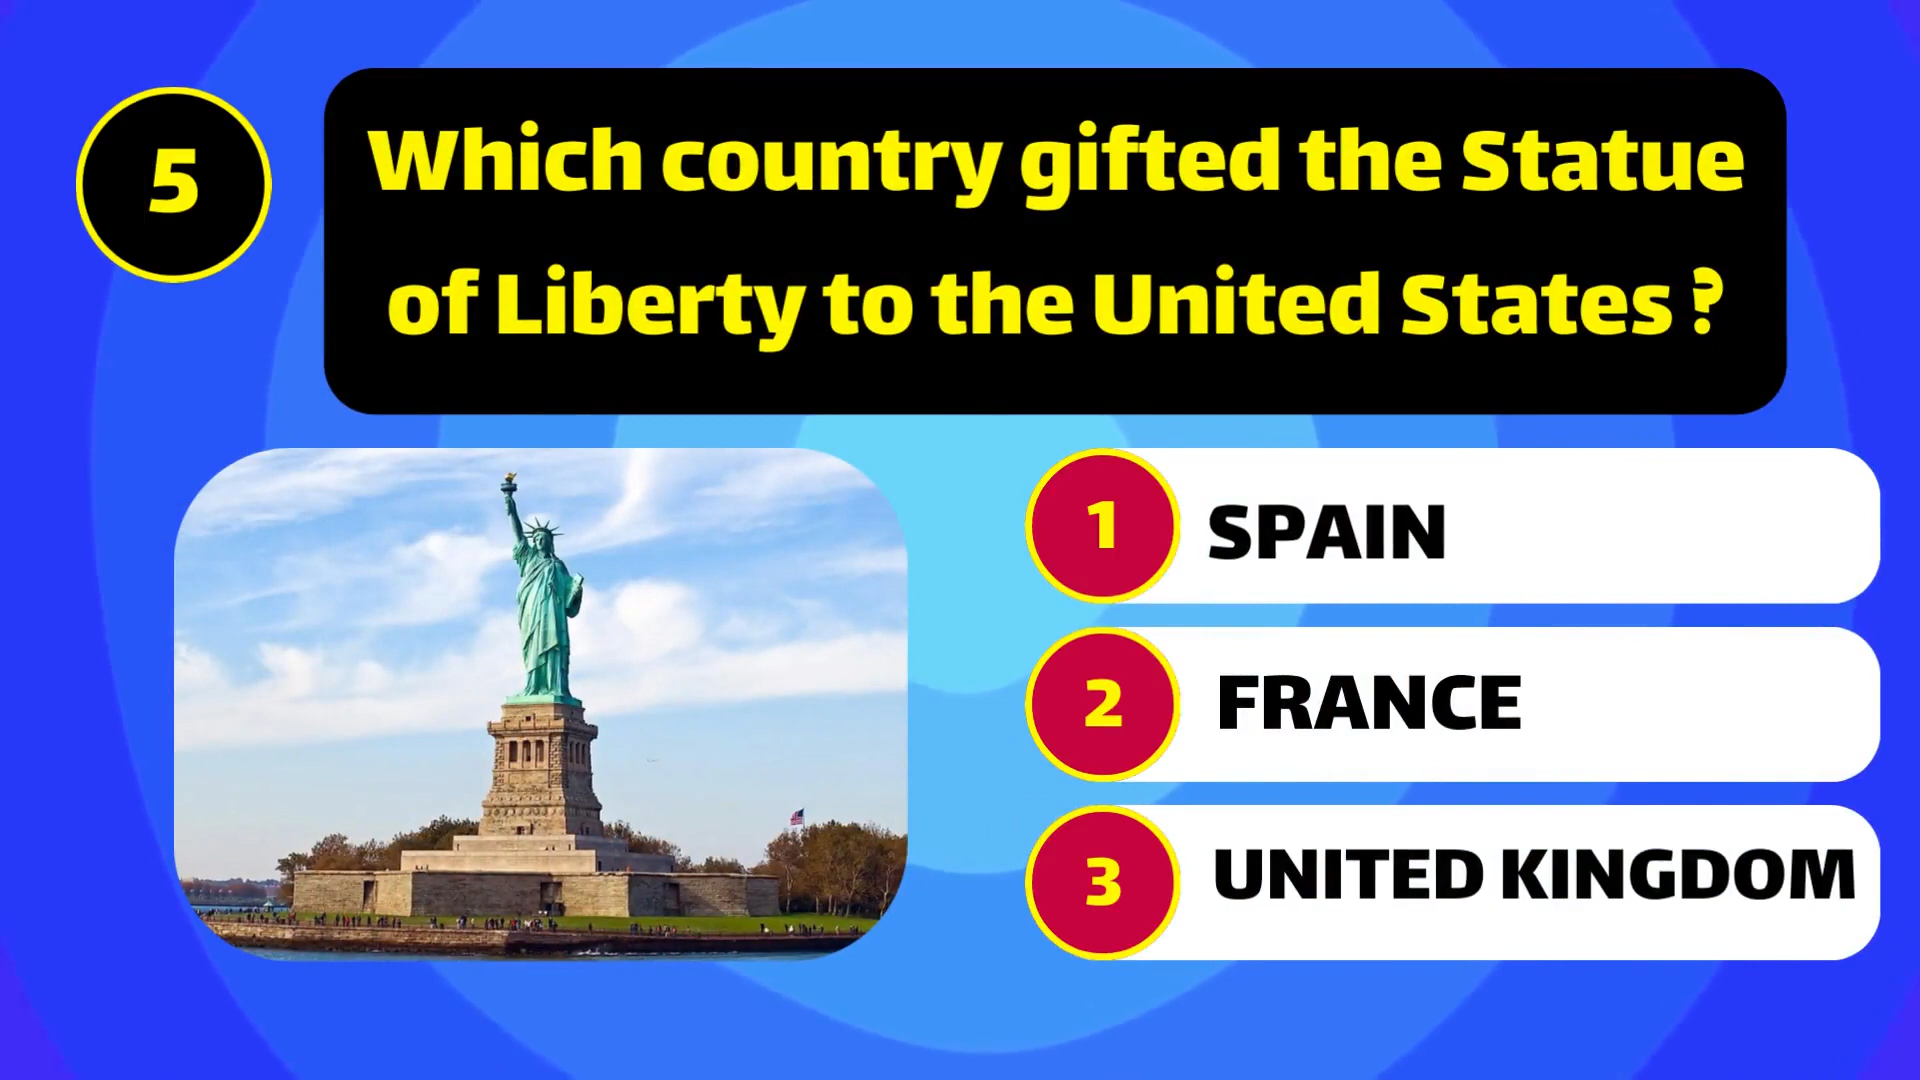 5
Which country gifted the Statue
of Liberty to the United States ?
1
SPAIN
2
FRANCE
3
UNITED KINGDOM